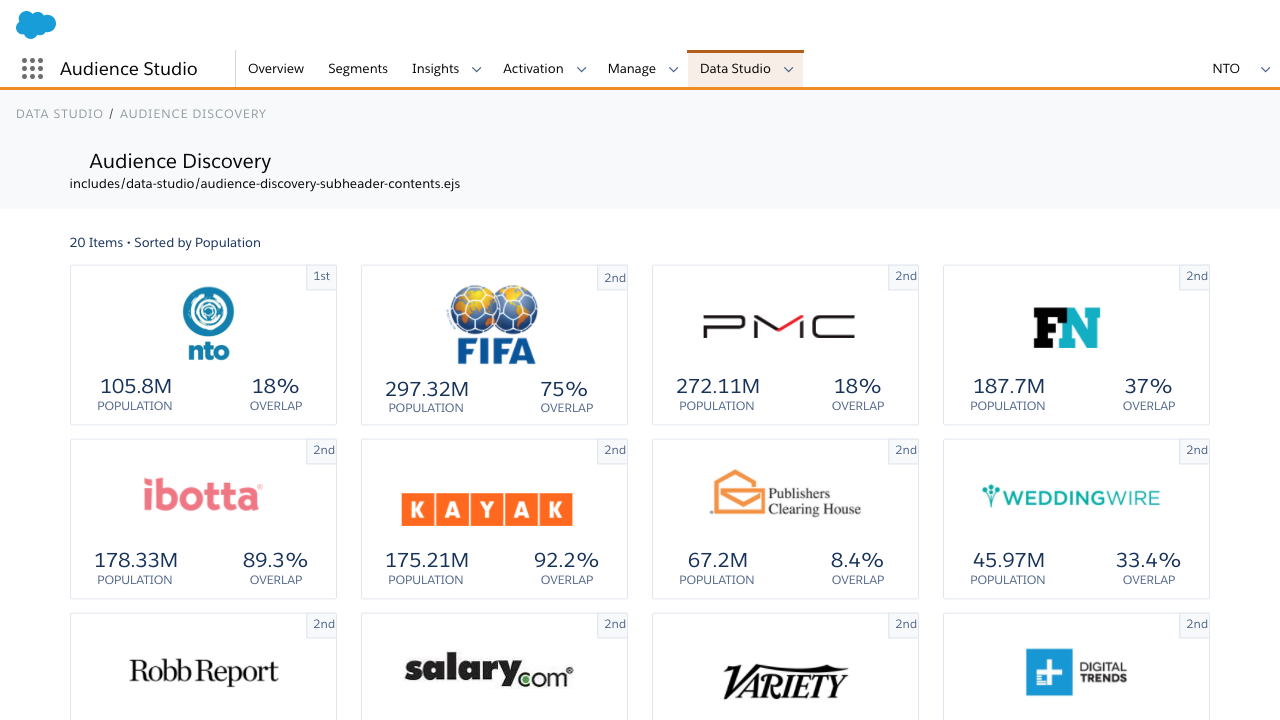 Audience Studio
Overview Segments Insights Activation Manage Data Studio NTO
DATA STUDIO / AUDIENCE DISCOVERY
Audience Discovery
includes/data-studio/audience-discovery-subheader-contents.ejs
20 Items • Sorted by Population
1st 2nd 2nd 2nd
nto FIFA PMC FN
105.8M 18% 297.32M 75% 272.11M 18% 187.7M 37%
POPULATION OVERLAP POPULATION OVERLAP POPULATION OVERLAP POPULATION OVERLAP
2nd 2nd 2nd 2nd
ibotta KAYAK Publishers Clearing House WEDDINGWIRE
178.33M 89.3% 175.21M 92.2% 67.2M 8.4% 45.97M 33.4%
POPULATION OVERLAP POPULATION OVERLAP POPULATION OVERLAP POPULATION OVERLAP
2nd 2nd 2nd 2nd
Robb Report salary.com® VARIETY DIGITAL TRENDS